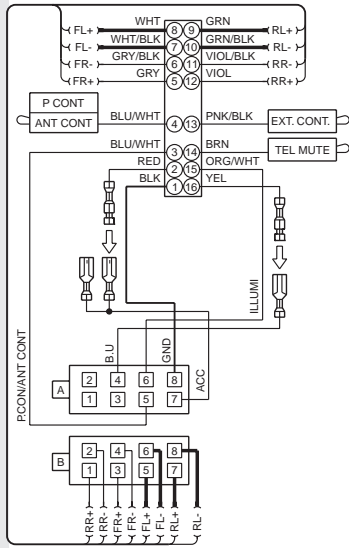 FL+ WHT 8 9 GRN RL+
FL- WHT/BLK 7 10 GRN/BLK RL-
FR- GRY/BLK 6 11 VIOL/BLK RR-
FR+ GRY 5 12 VIOL RR+
P CONT
ANT CONT BLU/WHT 4 13 PNK/BLK EXT. CONT.
BLU/WHT 3 14 BRN TEL MUTE
RED 2 15 ORG/WHT
BLK 1 16 YEL
P.CON/ANT CONT
B.U
GND
ACC
ILLUMI
A
2 4 6 8
1 3 5 7
B
2 4 6 8
1 3 5 7
RR+
RR-
FR+
FR-
FL+
FL-
RL+
RL-